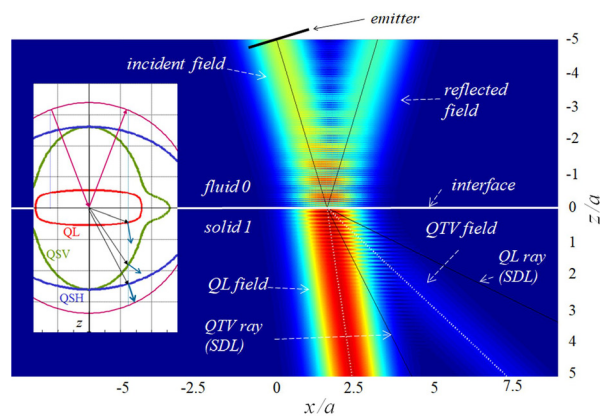 emitter
incident field
reflected
field
fluid 0
interface
solid 1
QTV field
QL ray
(SDL)
QL field
QTV ray
(SDL)
QL
QSV
QSH
z
-5
-4
-3
-2
-1
0
1
2
3
4
5
z/a
-5
-2.5
0
2.5
5
7.5
x/a